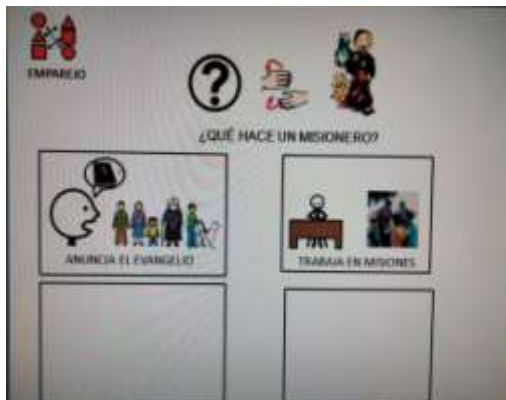 EMPAREJO
¿QUÉ HACE UN MISIONERO?
ANUNCIA EL EVANGELIO
TRABAJA EN MISIONES